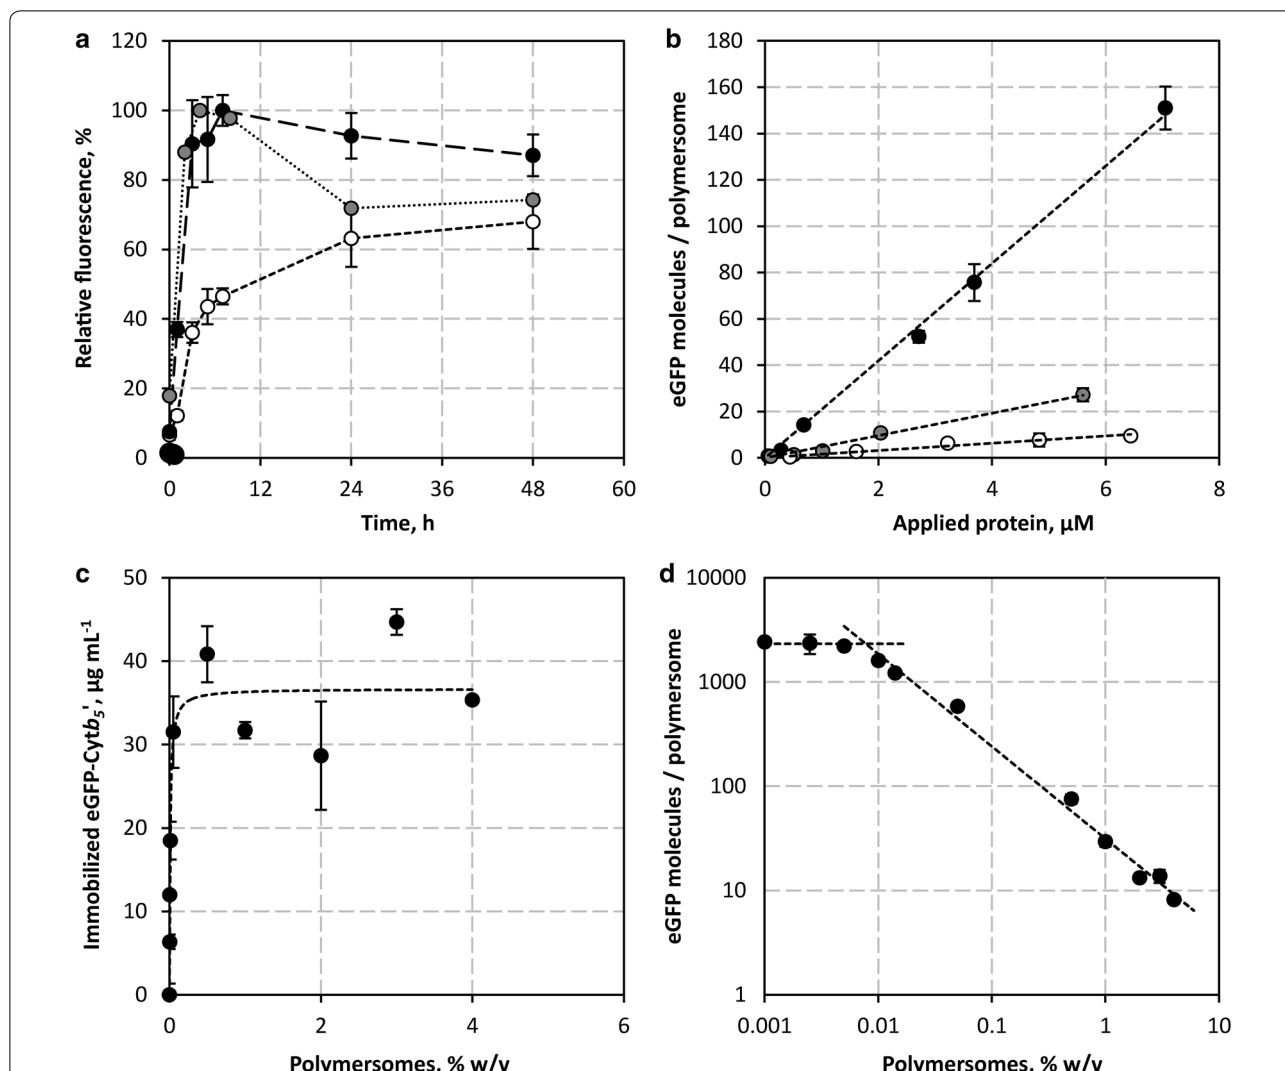 a
120
100
80
60
40
20
0
Relative fluorescence, %
0 12 24 36 48 60
Time, h
b
180
160
140
120
100
80
60
40
20
0
eGFP molecules / polymersome
0 2 4 6 8
Applied protein, µM
c
50
40
30
20
10
0
Immobilized eGFP-Cytb5', µg mL-1
0 2 4 6
Polymersomes, % w/v
d
10000
1000
100
10
1
eGFP molecules / polymersome
0.001 0.01 0.1 1 10
Polymersomes, % w/v